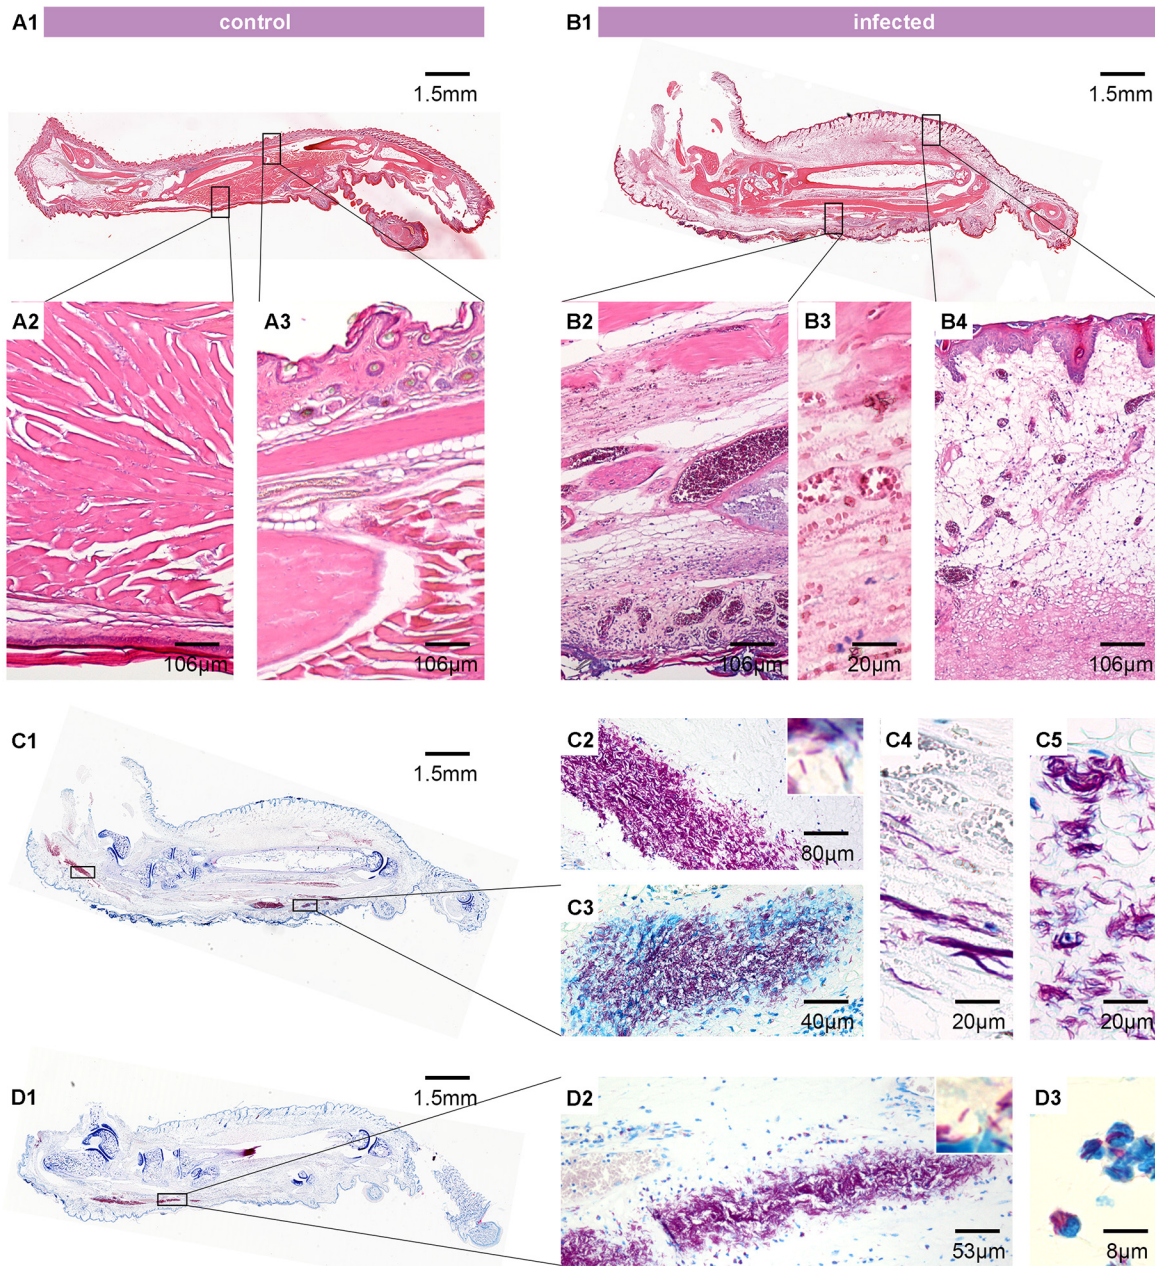 A1 control
B1 infected
1.5mm
1.5mm
A2
A3
B2
B3
B4
106µm
106µm
106µm
20µm
106µm
C1
1.5mm
C2
80µm
C3
40µm
C4
20µm
C5
20µm
D1
1.5mm
D2
53µm
D3
8µm